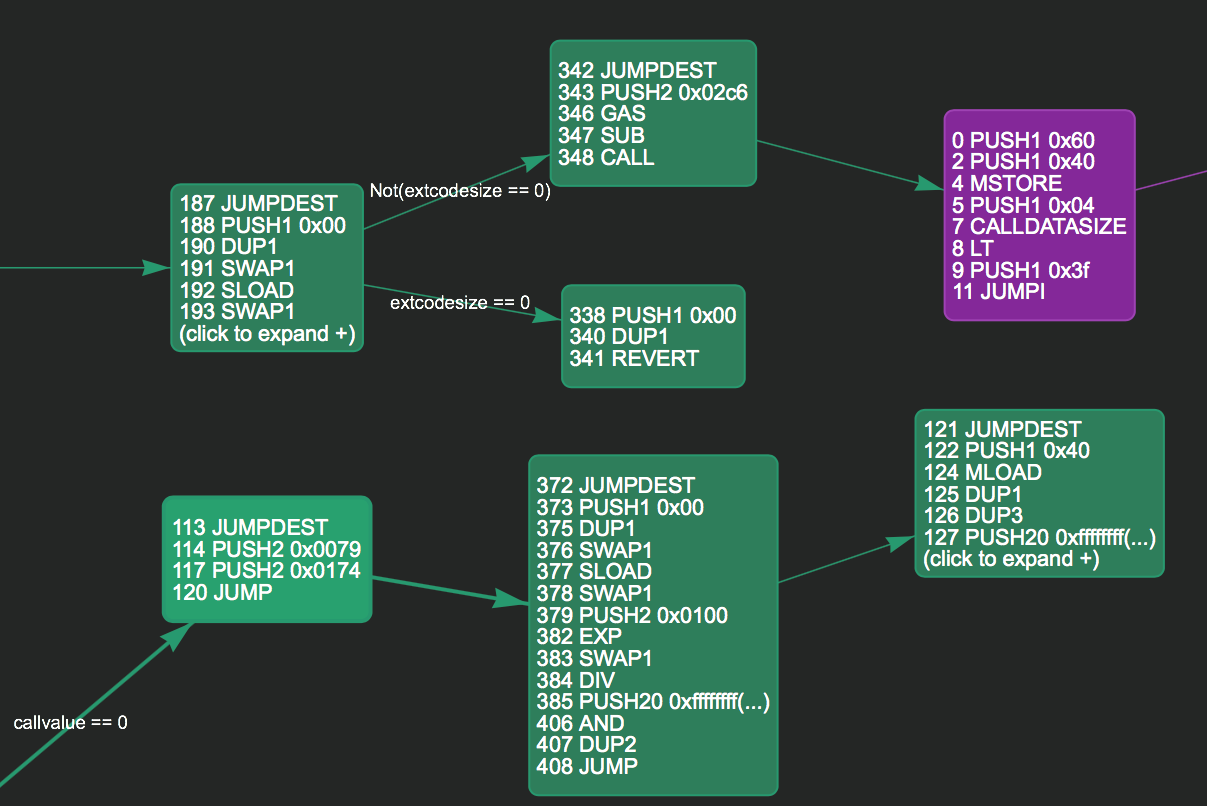 342 JUMPDEST
343 PUSH2 0x02c6
346 GAS
347 SUB
348 CALL
0 PUSH1 0x60
2 PUSH1 0x40
4 MSTORE
5 PUSH1 0x04
7 CALLDATASIZE
8 LT
9 PUSH1 0x3f
11 JUMPI
Not(extcodesize == 0)
187 JUMPDEST
188 PUSH1 0x00
190 DUP1
191 SWAP1
192 SLOAD
193 SWAP1
(click to expand +)
extcodesize == 0
338 PUSH1 0x00
340 DUP1
341 REVERT
121 JUMPDEST
122 PUSH1 0x40
124 MLOAD
125 DUP1
126 DUP3
127 PUSH20 0xffffffff(...)
(click to expand +)
372 JUMPDEST
373 PUSH1 0x00
375 DUP1
376 SWAP1
377 SLOAD
378 SWAP1
379 PUSH2 0x0100
382 EXP
383 SWAP1
384 DIV
385 PUSH20 0xffffffff(...)
406 AND
407 DUP2
408 JUMP
113 JUMPDEST
114 PUSH2 0x0079
117 PUSH2 0x0174
120 JUMP
callvalue == 0